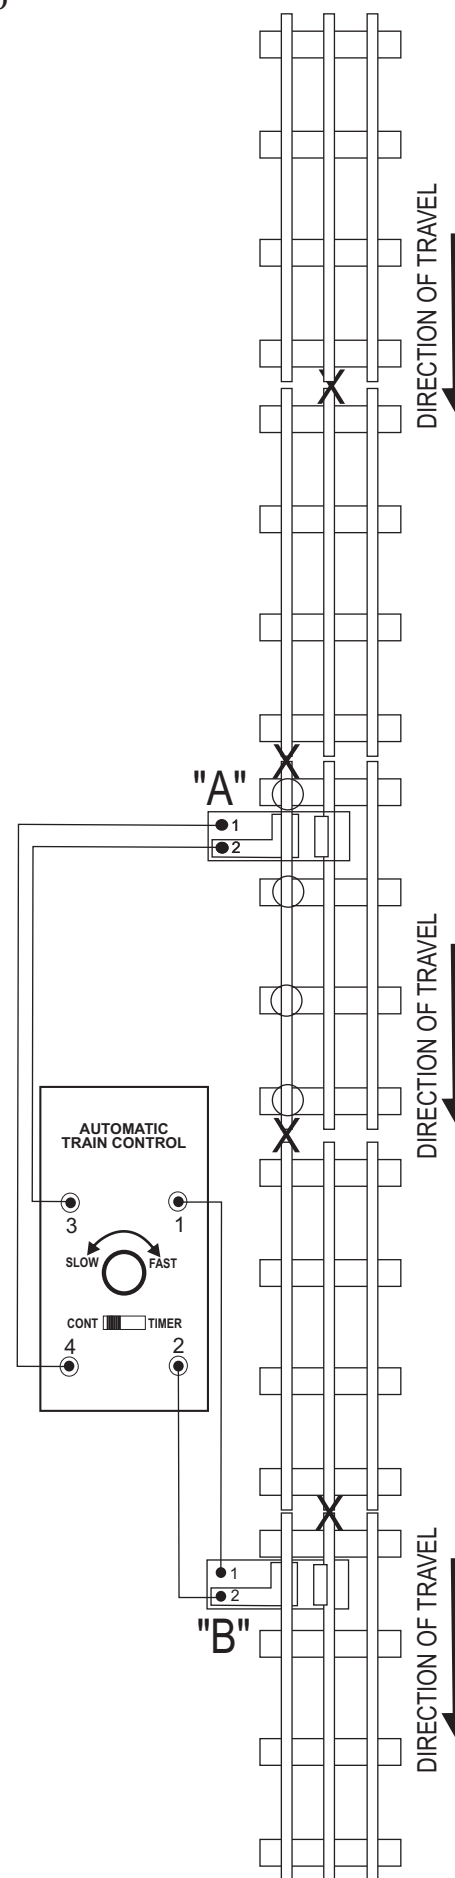 DIRECTION OF TRAVEL
X
X
"A"
1
2
DIRECTION OF TRAVEL
X
AUTOMATIC
TRAIN CONTROL
3 1
SLOW FAST
CONT TIMER
4 2
X
1
2
"B"
DIRECTION OF TRAVEL